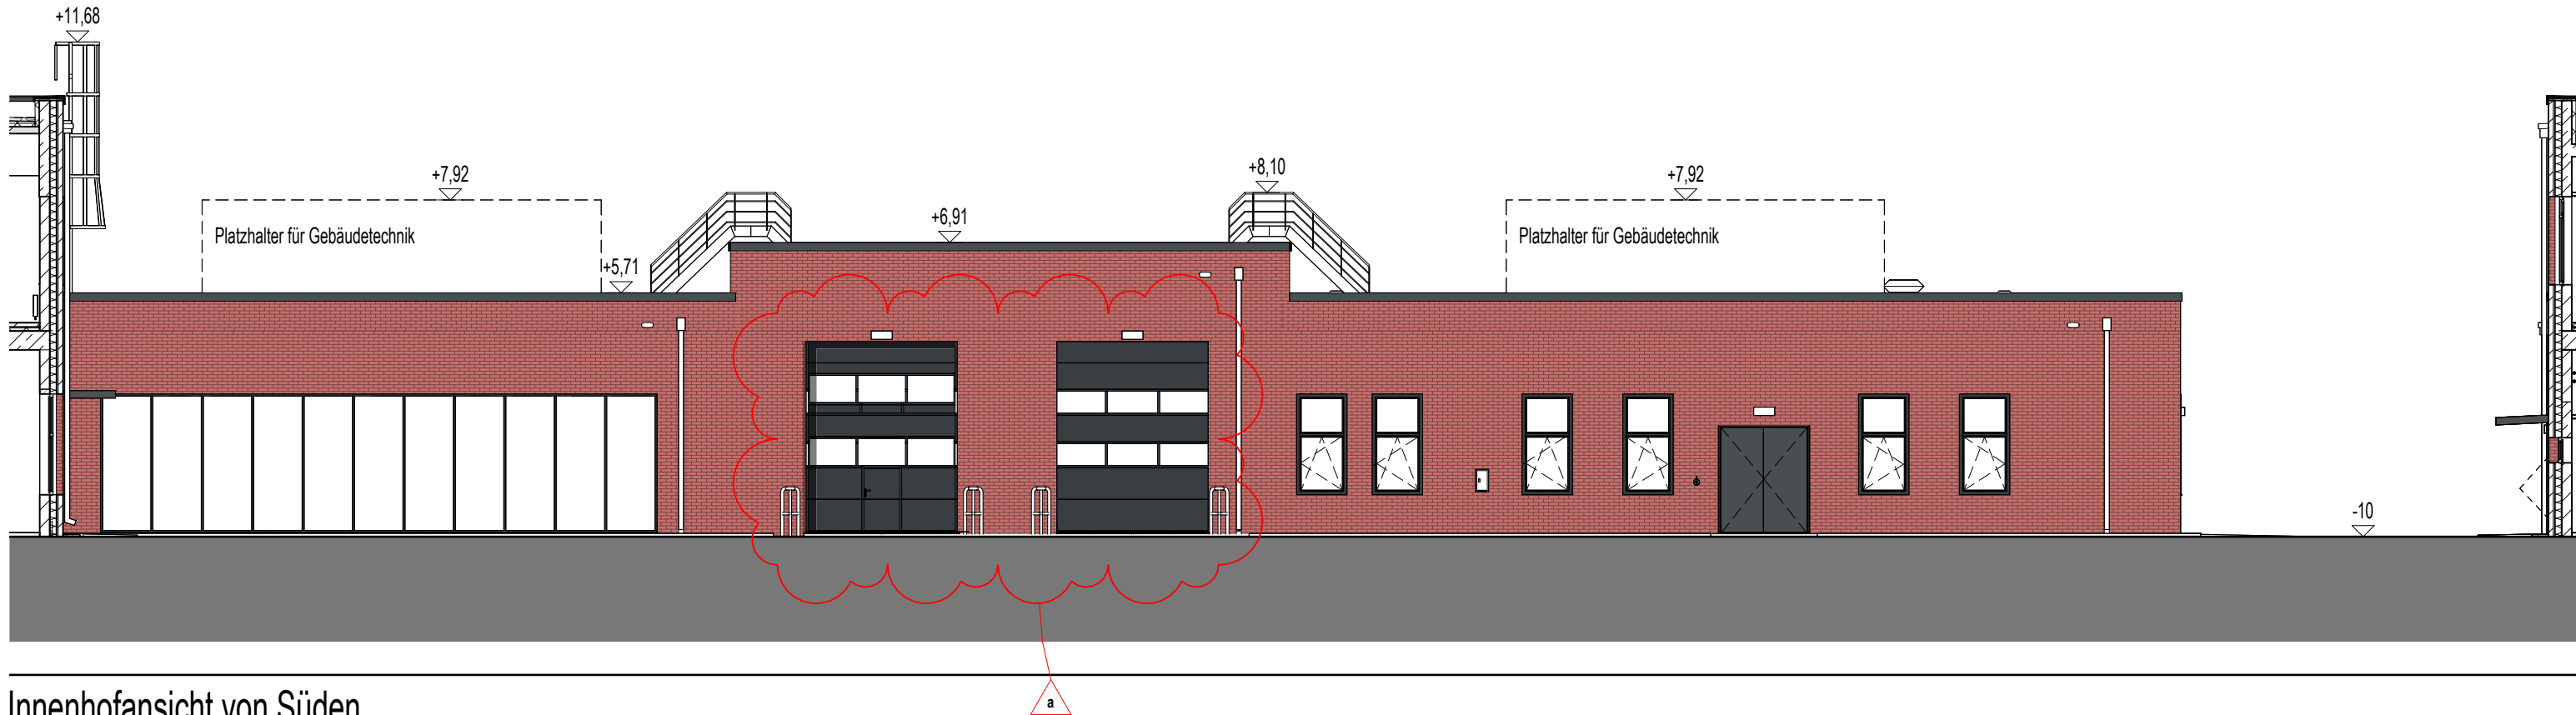 +11,68
+7,92
Platzhalter für Gebäudetechnik
+5,71
+6,91
+8,10
+7,92
Platzhalter für Gebäudetechnik
-10
Innenhofansicht von Süden
a